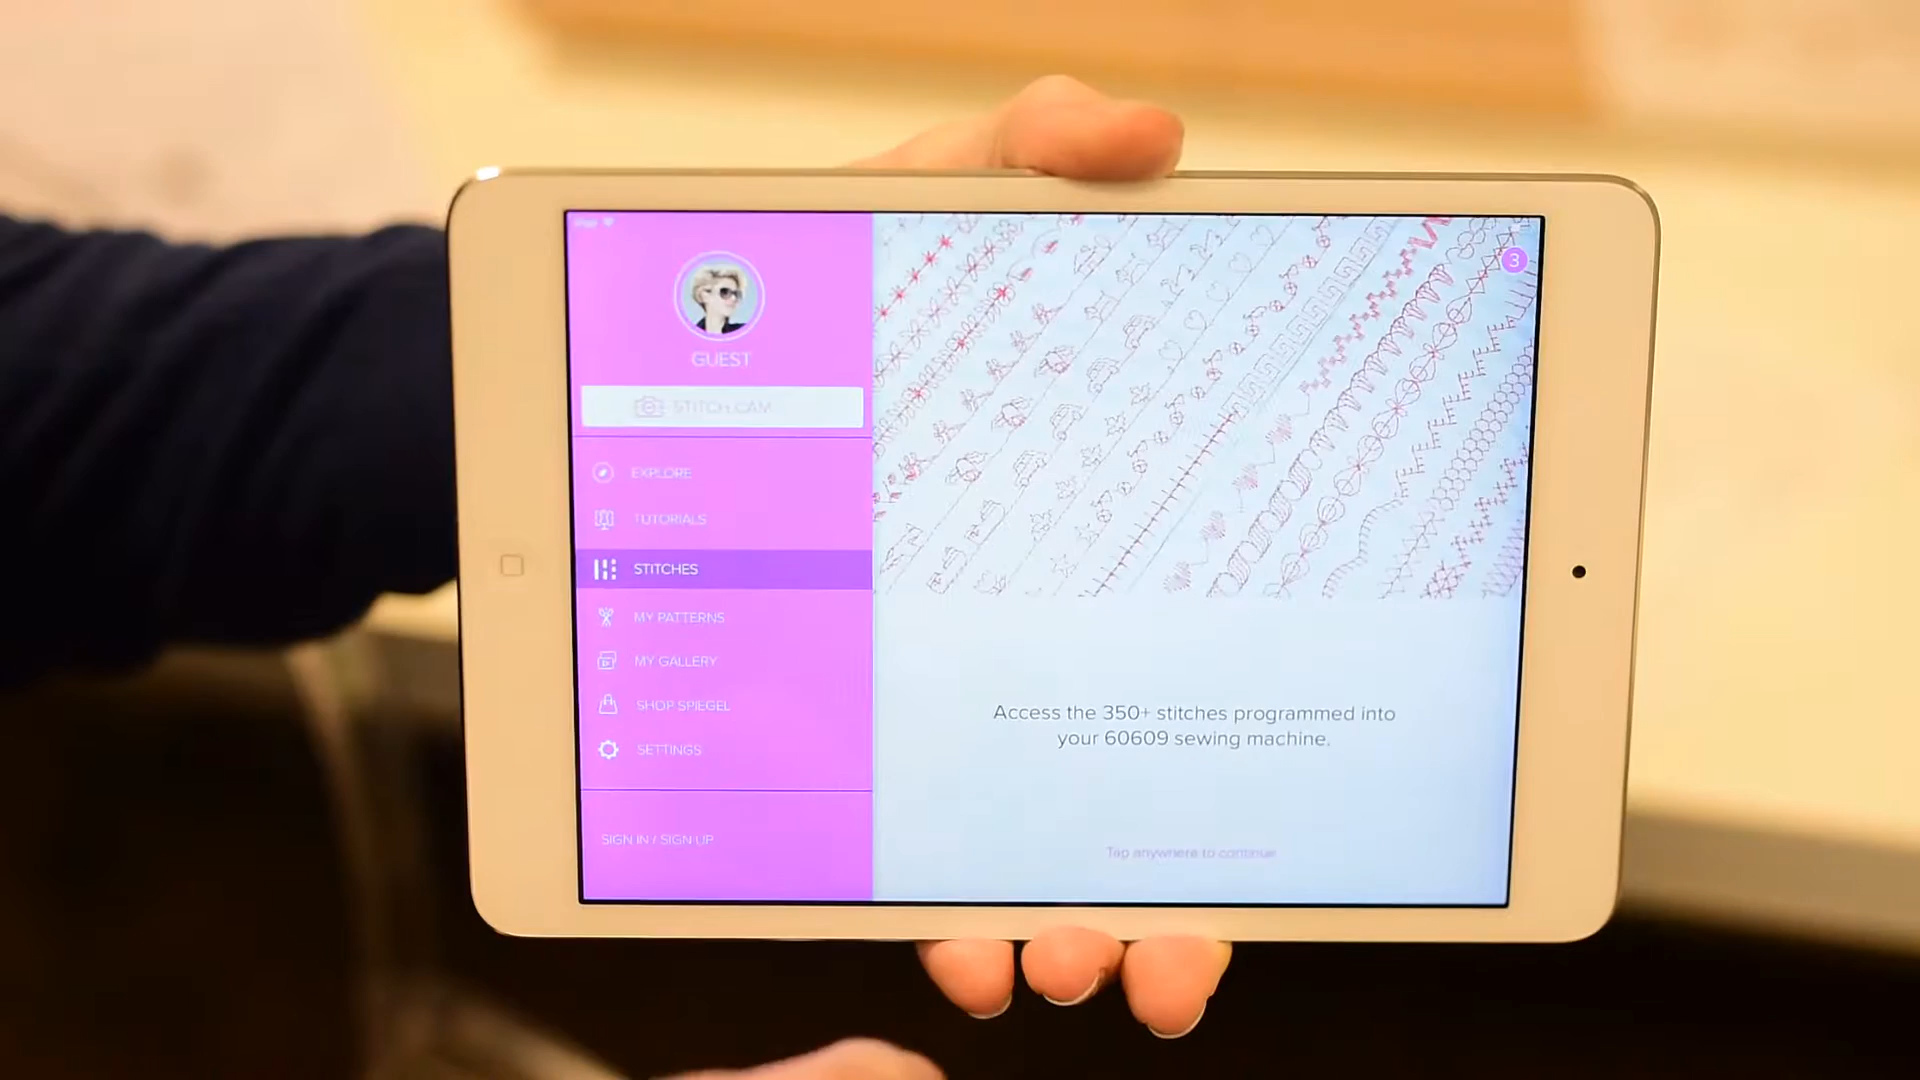 3
GUEST
STITCH CAM
EXPLORE
TUTORIALS
STITCHES
MY PATTERNS
MY GALLERY
SHOP SPIEGEL
SETTINGS
SIGN IN / SIGN UP
Access the 350+ stitches programmed into
your 60609 sewing machine.
Tap anywhere to continue